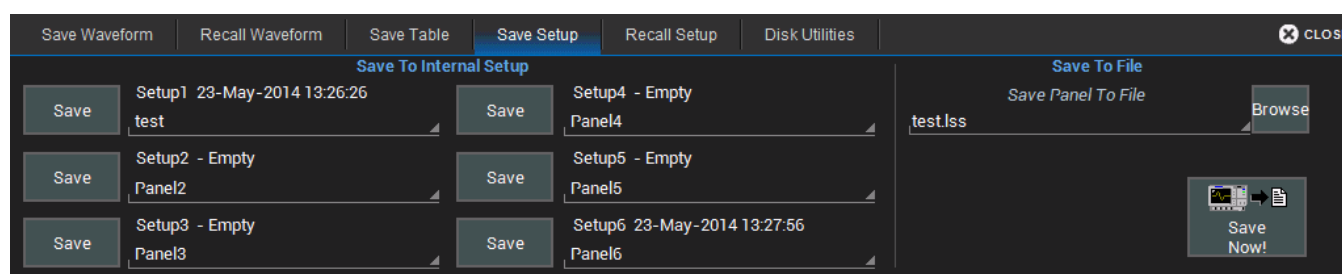 Save Waveform
Recall Waveform
Save Table
Save Setup
Recall Setup
Disk Utilities
CLOS
Save To Internal Setup
Save
Setup1 23-May-2014 13:26:26
test
Save
Setup2 - Empty
Panel2
Save
Setup3 - Empty
Panel3
Save
Setup4 - Empty
Panel4
Save
Setup5 - Empty
Panel5
Save
Setup6 23-May-2014 13:27:56
Panel6
Save To File
Save Panel To File
test.lss
Browse
Save
Now!